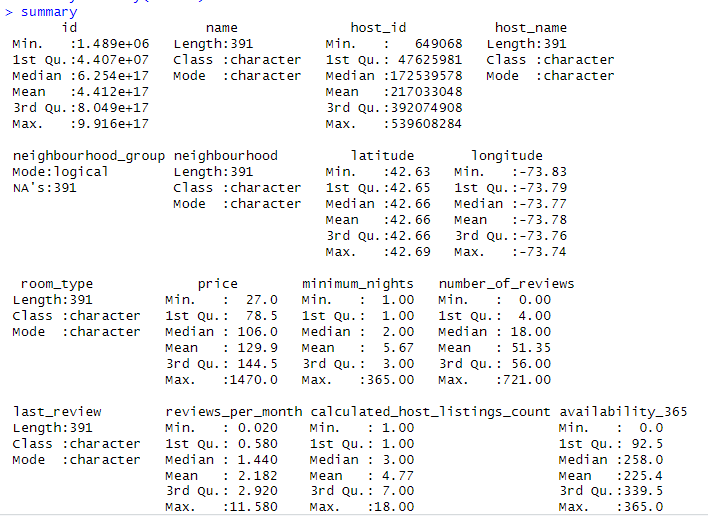 > summary
       id                name              host_id           host_name
 Min.   :1.489e+06   Length:391         Min.   :   649068   Length:391
 1st Qu.:4.407e+07   Class :character   1st Qu.: 47625981   Class :character
 Median :6.254e+17   Mode  :character   Median :172539578   Mode  :character
 Mean   :4.412e+17                      Mean   :217033048
 3rd Qu.:8.049e+17                      3rd Qu.:392074908
 Max.   :9.916e+17                      Max.   :539608284

 neighbourhood_group neighbourhood         latitude       longitude
 Mode:logical        Length:391         Min.   :42.63   Min.   :-73.83
 NA's:391            Class :character   1st Qu.:42.65   1st Qu.:-73.79
                     Mode  :character   Median :42.66   Median :-73.77
                                        Mean   :42.66   Mean   :-73.78
                                        3rd Qu.:42.66   3rd Qu.:-73.76
                                        Max.   :42.69   Max.   :-73.74

  room_type             price        minimum_nights   number_of_reviews
 Length:391         Min.   :  27.0   Min.   :  1.00   Min.   :  0.00
 Class :character   1st Qu.:  78.5   1st Qu.:  1.00   1st Qu.:  4.00
 Mode  :character   Median : 106.0   Median :  2.00   Median : 18.00
                    Mean   : 129.9   Mean   :  5.67   Mean   : 51.35
                    3rd Qu.: 144.5   3rd Qu.:  3.00   3rd Qu.: 56.00
                    Max.   :1470.0   Max.   :365.00   Max.   :721.00

 last_review        reviews_per_month calculated_host_listings_count availability_365
 Length:391         Min.   : 0.020    Min.   : 1.00                  Min.   :  0.0
 Class :character   1st Qu.: 0.580    1st Qu.: 1.00                  1st Qu.: 92.5
 Mode  :character   Median : 1.440    Median : 3.00                  Median :258.0
                    Mean   : 2.182    Mean   : 4.77                  Mean   :225.4
                    3rd Qu.: 2.920    3rd Qu.: 7.00                  3rd Qu.:339.5
                    Max.   :11.580    Max.   :18.00                  Max.   :365.0